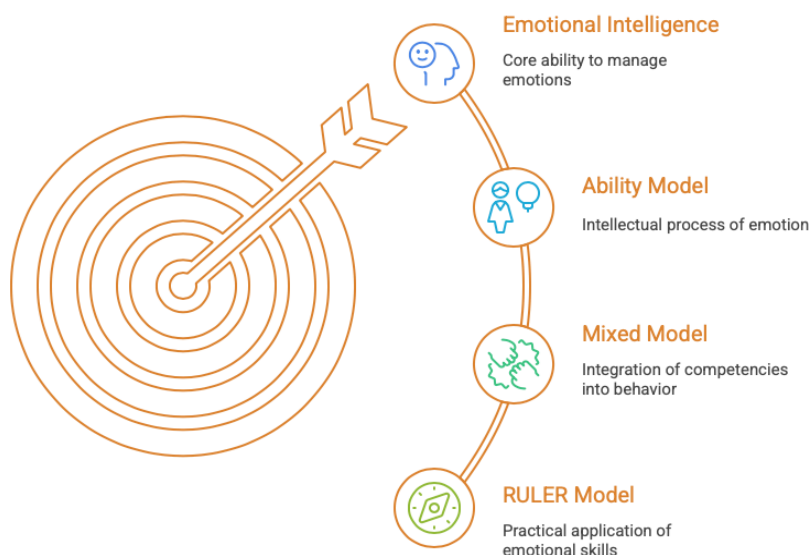 Emotional Intelligence
Core ability to manage
emotions
Ability Model
Intellectual process of emotion
Mixed Model
Integration of competencies
into behavior
RULER Model
Practical application of
emotional skills